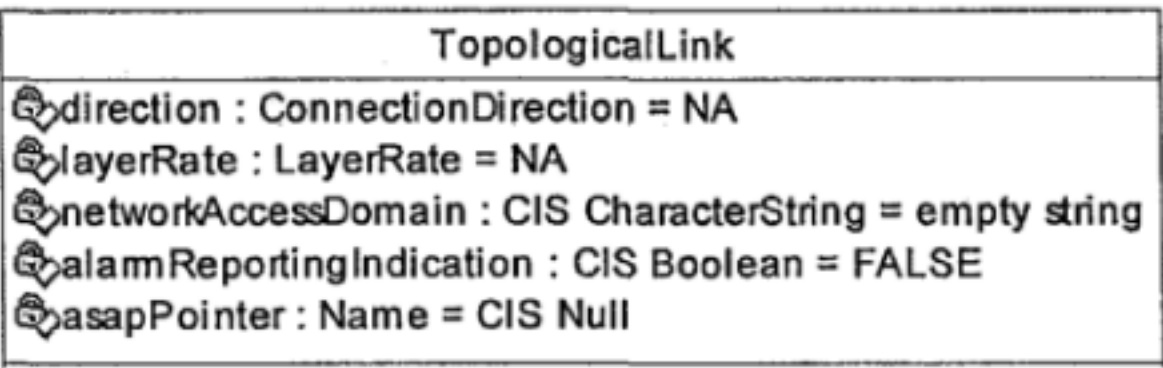 TopologicalLink
direction : ConnectionDirection = NA
layerRate : LayerRate = NA
networkAccessDomain : CIS CharacterString = empty string
alarmReportingIndication : CIS Boolean = FALSE
asapPointer : Name = CIS Null